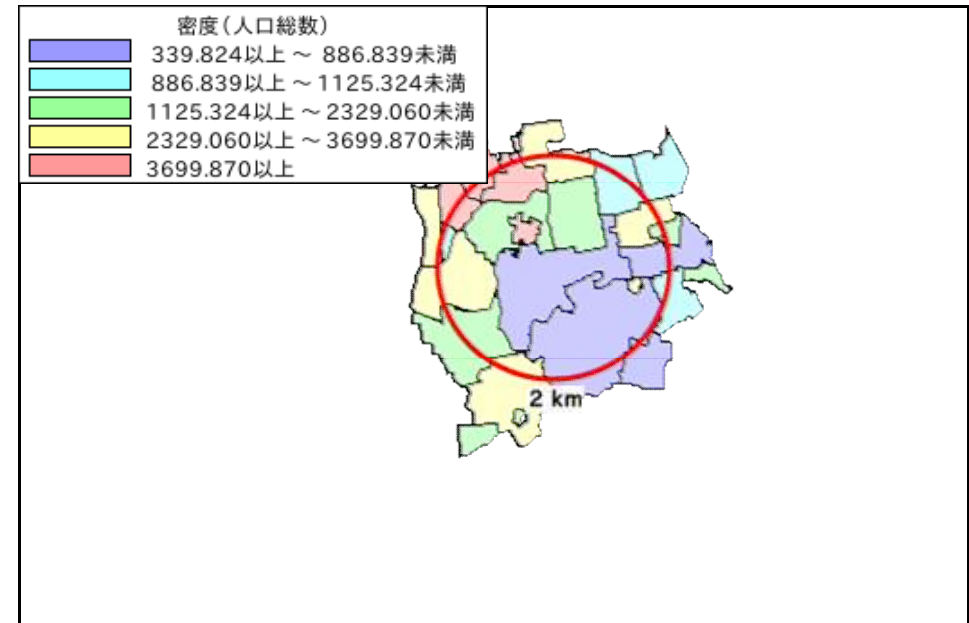 密度(人口総数)
339.824以上 ～ 886.839未満
886.839以上 ～ 1125.324未満
1125.324以上 ～ 2329.060未満
2329.060以上 ～ 3699.870未満
3699.870以上
2 km